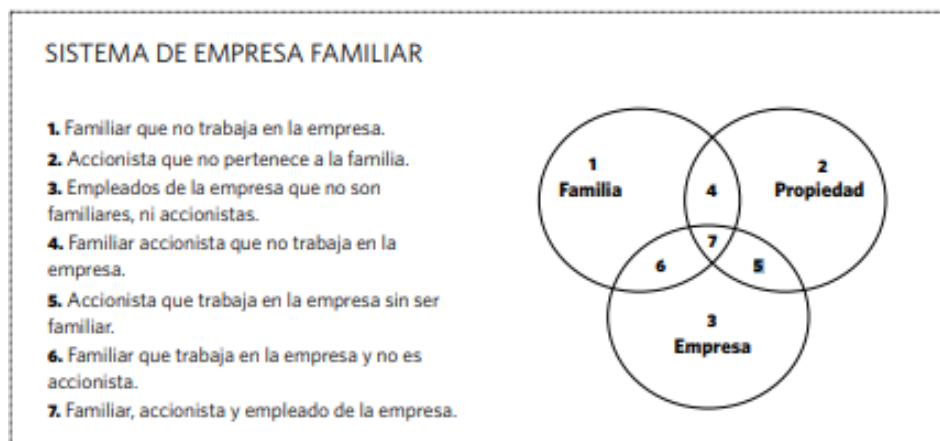 SISTEMA DE EMPRESA FAMILIAR
1. Familiar que no trabaja en la empresa.
2. Accionista que no pertenece a la familia.
3. Empleados de la empresa que no son
familiares, ni accionistas.
4. Familiar accionista que no trabaja en la
empresa.
5. Accionista que trabaja en la empresa sin ser
familiar.
6. Familiar que trabaja en la empresa y no es
accionista.
7. Familiar, accionista y empleado de la empresa.
1
Familia
2
Propiedad
4
7
6
5
3
Empresa